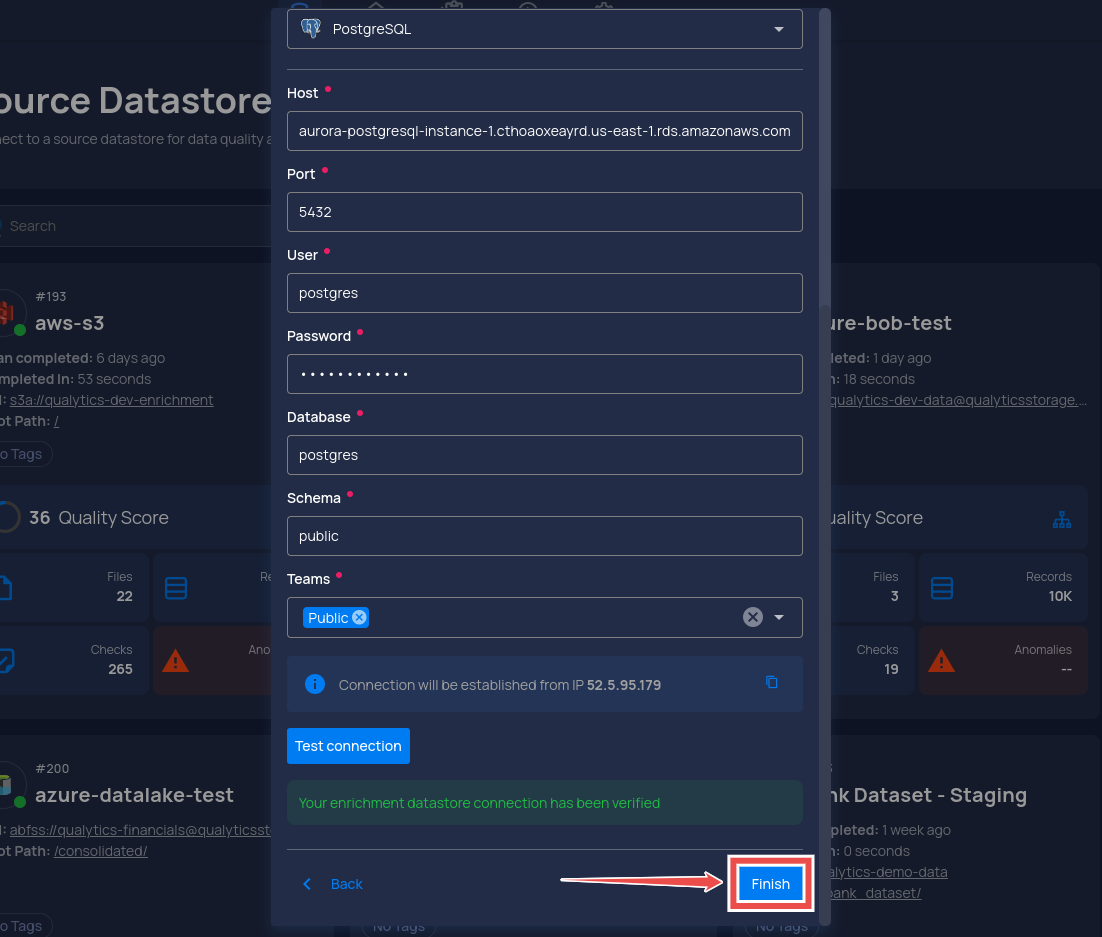 PostgreSQL
Host
aurora-postgresql-instance-1.cthoaoxeayrd.us-east-1.rds.amazonaws.com
Port
5432
User
postgres
Password
••••••••••••
Database
postgres
Schema
public
Teams
Public
Connection will be established from IP 52.5.95.179
Test connection
Your enrichment datastore connection has been verified
Back
Finish
ource Datastore
nect to a source datastore for data quality a
Search
#193
aws-s3
an completed: 6 days ago
mpleted In: 53 seconds
I: s3a://qualytics-dev-enrichment
ot Path: /
o Tags
36 Quality Score
Files
22
Re
Checks
265
Ano
ure-bob-test
leted: 1 day ago
n: 18 seconds
qualytics-dev-data@qualyticsstorage....
uality Score
Files
3
Records
10K
Checks
19
Anomalies
--
#200
azure-datalake-test
I: abfss://qualytics-financials@qualyticsst
ot Path: /consolidated/
o Tags
No Tags
nk Dataset - Staging
pleted: 1 week ago
n: 0 seconds
alytics-demo-data
bank_dataset/
No Tags